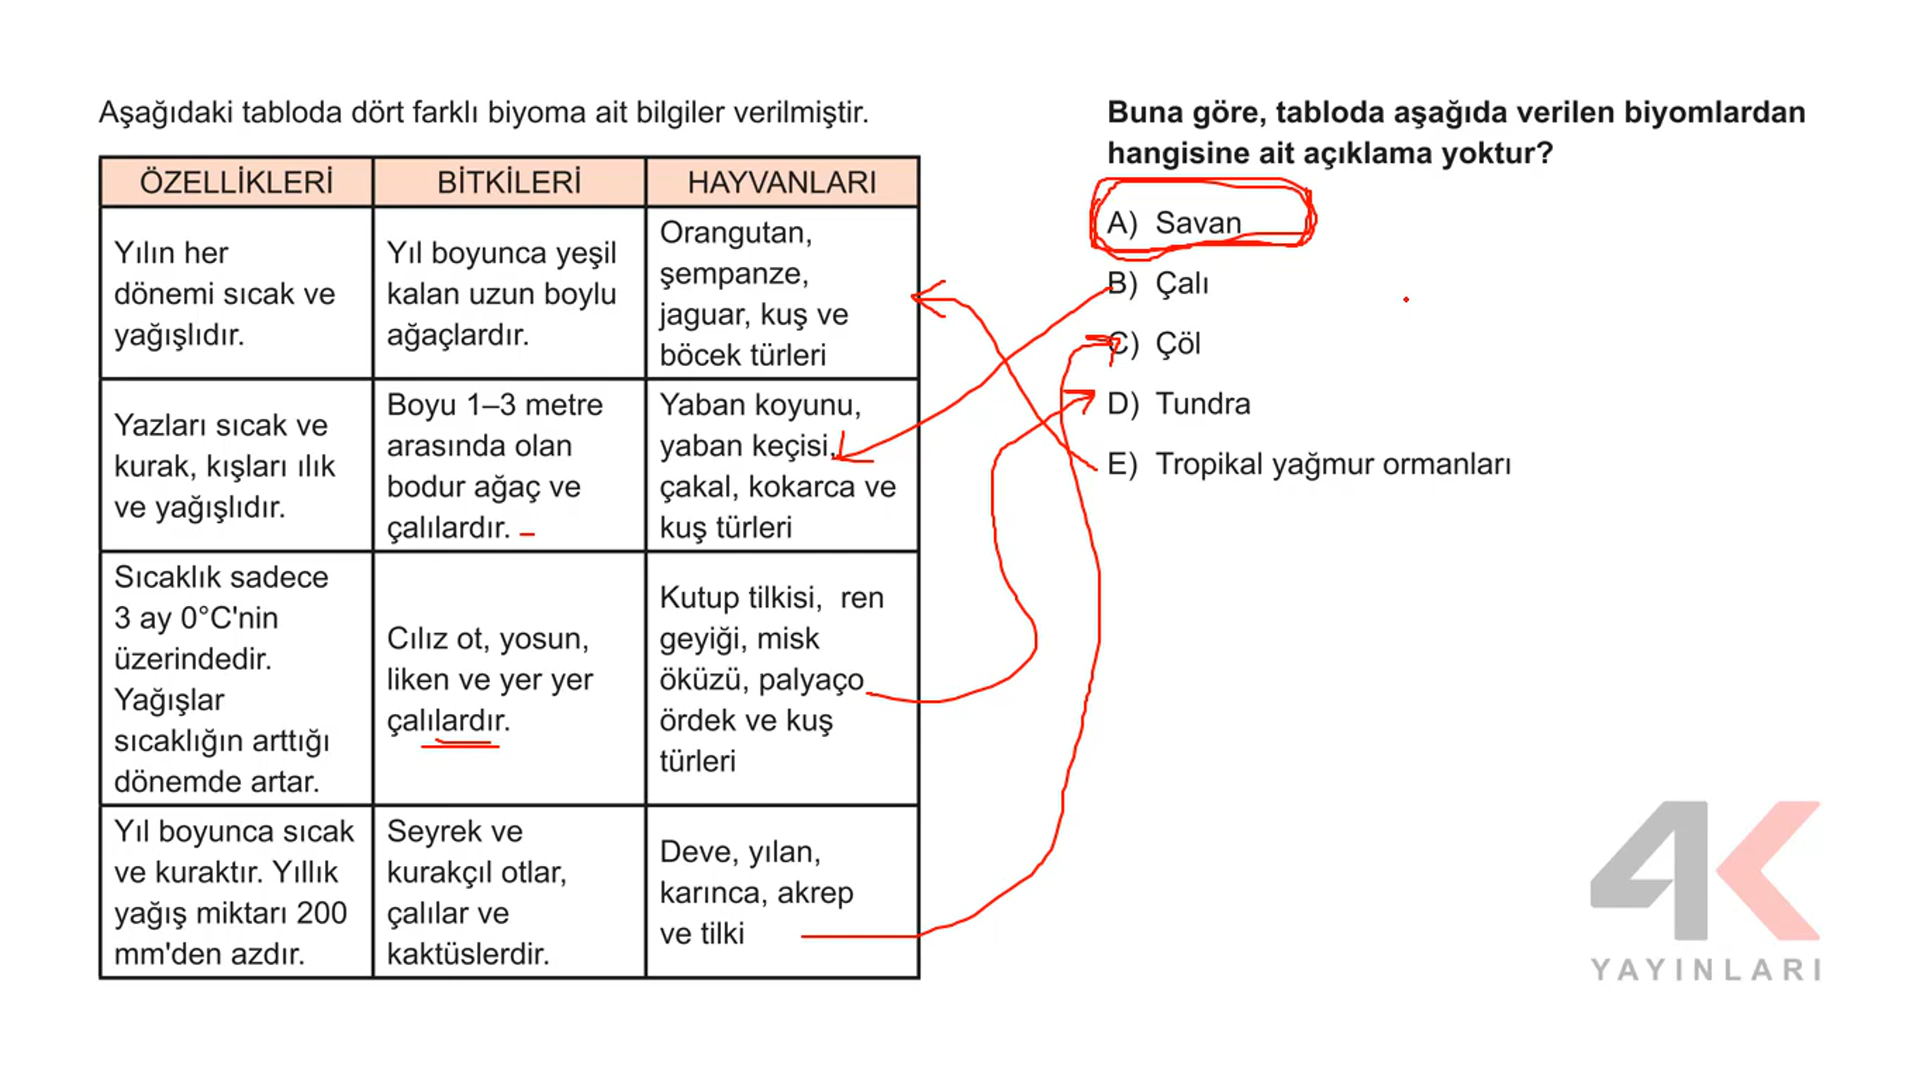 Aşağıdaki tabloda dört farklı biyoma ait bilgiler verilmiştir.
ÖZELLİKLERİ
BİTKİLERİ
HAYVANLARI
Yılın her
dönemi sıcak ve
yağışlıdır.
Yıl boyunca yeşil
kalan uzun boylu
ağaçlardır.
Orangutan,
şempanze,
jaguar, kuş ve
böcek türleri
Yazları sıcak ve
kurak, kışları ılık
ve yağışlıdır.
Boyu 1–3 metre
arasında olan
bodur ağaç ve
çalılardır.
Yaban koyunu,
yaban keçisi,
çakal, kokarca ve
kuş türleri
Sıcaklık sadece
3 ay 0°C'nin
üzerindedir.
Yağışlar
sıcaklığın arttığı
dönemde artar.
Cılız ot, yosun,
liken ve yer yer
çalılardır.
Kutup tilkisi, ren
geyiği, misk
öküzü, palyaço
ördek ve kuş
türleri
Yıl boyunca sıcak
ve kuraktır. Yıllık
yağış miktarı 200
mm'den azdır.
Seyrek ve
kurakçıl otlar,
çalılar ve
kaktüslerdir.
Deve, yılan,
karınca, akrep
ve tilki
Buna göre, tabloda aşağıda verilen biyomlardan
hangisine ait açıklama yoktur?
A) Savan
B) Çalı
C) Çöl
D) Tundra
E) Tropikal yağmur ormanları
4K
YAYINLARI